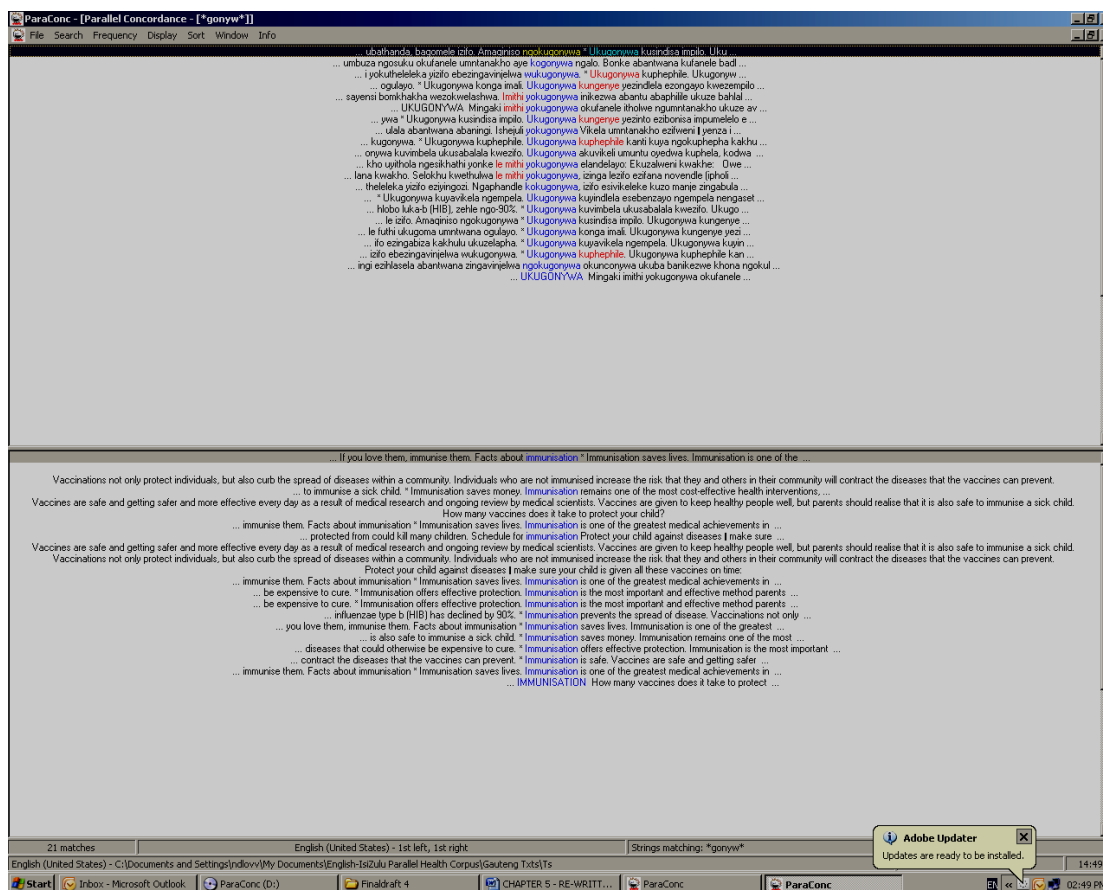 ParaConc - [Parallel Concordance - [*gonyw*]]
File Search Frequency Display Sort Window Info
... ubathanda, bagomele izifo. Amaqiniso ngokugonywa * Ukugonywa kusindisa impilo. Uku ...
... umbuza ngosuku okufanele umntanakho aye kogonywa ngalo. Bonke abantwana kufanele badl ...
... i yokutheleleka yizifo ebezingavinjelwa wukugonywa. * Ukugonywa kuphephile. Ukugonyw ...
... ogulayo. * Ukugonywa konga imali. Ukugonywa kungenye yezindlela ezongayo kwezempilo ...
... sayensi bomkhakha wezokwelashwa. Imithi yokugonywa inikezwa abantu abaphilile ukuze bahlal ...
... UKUGONYWA Mingaki imithi yokugonywa okufanele itholwe ngumntanakho ukuze av ...
... ywa * Ukugonywa kusindisa impilo. Ukugonywa kungenye yezinto ezibonisa impumelelo e ...
... ulala abantwana abaningi. Ishejuli yokugonywa Vikela umntanakho ezifweni | yenza i ...
... kugonywa. * Ukugonywa kuphephile. Ukugonywa kuphephile kanti kuya ngokuphepha kakhu ...
... onywa kuvimbela ukusabalala kwezifo. Ukugonywa akuvikeli umuntu oyedwa kuphela, kodwa ...
... kho uyithola ngesikhathi yonke le mithi yokugonywa elandelayo: Ekuzalweni kwakhe: Owe ...
... lana kwakho. Selokhu kwethulwa le mithi yokugonywa, izinga lezifo ezifana novendle (ipholi ...
... theleleka yizifo eziyingozi. Ngaphandle kokugonywa, izifo esivikeleke kuzo manje zingabula ...
... * Ukugonywa kuyavikela ngempela. Ukugonywa kuyindlela esebenzayo ngempela nengaset ...
... hlobo luka-b (HIB), zehle ngo-90%. * Ukugonywa kuvimbela ukusabalala kwezifo. Ukugo ...
... le izifo. Amaqiniso ngokugonywa * Ukugonywa kusindisa impilo. Ukugonywa kungenye ...
... le futhi ukugoma umntwana ogulayo. * Ukugonywa konga imali. Ukugonywa kungenye yezi ...
... ifo ezingabiza kakhulu ukuzelapha. * Ukugonywa kuyavikela ngempela. Ukugonywa kuyin ...
... izifo ebezingavinjelwa wukugonywa. * Ukugonywa kuphephile. Ukugonywa kuphephile kan ...
... ingi ezihlasela abantwana zingavinjelwa ngokugonywa okunconywa ukuba banikezwe khona ngokul ...
... UKUGONYWA Mingaki imithi yokugonywa okufanele ...
... If you love them, immunise them. Facts about immunisation * Immunisation saves lives. Immunisation is one of the ...
Vaccinations not only protect individuals, but also curb the spread of diseases within a community. Individuals who are not immunised increase the risk that they and others in their community will contract the diseases that the vaccines can prevent.
... to immunise a sick child. * Immunisation saves money. Immunisation remains one of the most cost-effective health interventions, ...
Vaccines are safe and getting safer and more effective every day as a result of medical research and ongoing review by medical scientists. Vaccines are given to keep healthy people well, but parents should realise that it is also safe to immunise a sick child.
How many vaccines does it take to protect your child?
... immunise them. Facts about immunisation * Immunisation saves lives. Immunisation is one of the greatest medical achievements in ...
... protected from could kill many children. Schedule for immunisation Protect your child against diseases | make sure ...
Vaccines are safe and getting safer and more effective every day as a result of medical research and ongoing review by medical scientists. Vaccines are given to keep healthy people well, but parents should realise that it is also safe to immunise a sick child.
Vaccinations not only protect individuals, but also curb the spread of diseases within a community. Individuals who are not immunised increase the risk that they and others in their community will contract the diseases that the vaccines can prevent.
Protect your child against diseases | make sure your child is given all these vaccines on time:
... immunise them. Facts about immunisation * Immunisation saves lives. Immunisation is one of the greatest medical achievements in ...
... be expensive to cure. * Immunisation offers effective protection. Immunisation is the most important and effective method parents ...
... be expensive to cure. * Immunisation offers effective protection. Immunisation is the most important and effective method parents ...
... influenzae type b (HIB) has declined by 90%. * Immunisation prevents the spread of disease. Vaccinations not only ...
... you love them, immunise them. Facts about immunisation * Immunisation saves lives. Immunisation is one of the greatest ...
... is also safe to immunise a sick child. * Immunisation saves money. Immunisation remains one of the most ...
... diseases that could otherwise be expensive to cure. * Immunisation offers effective protection. Immunisation is the most important ...
... contract the diseases that the vaccines can prevent. * Immunisation is safe. Vaccines are safe and getting safer ...
... immunise them. Facts about immunisation * Immunisation saves lives. Immunisation is one of the greatest medical achievements in ...
... IMMUNISATION How many vaccines does it take to protect ...
Adobe Updater
Updates are ready to be installed.
21 matches English (United States) - 1st left, 1st right Strings matching: *gonyw*
English (United States) - C:\Documents and Settings\ndlovv\My Documents\English-IsiZulu Parallel Health Corpus\Gauteng Txts\Ts 14:49
Start Inbox - Microsoft Outlook ParaConc (D:) Finaldraft 4 CHAPTER 5 - RE-WRITT... ParaConc ParaConc EN « 02:49 PM